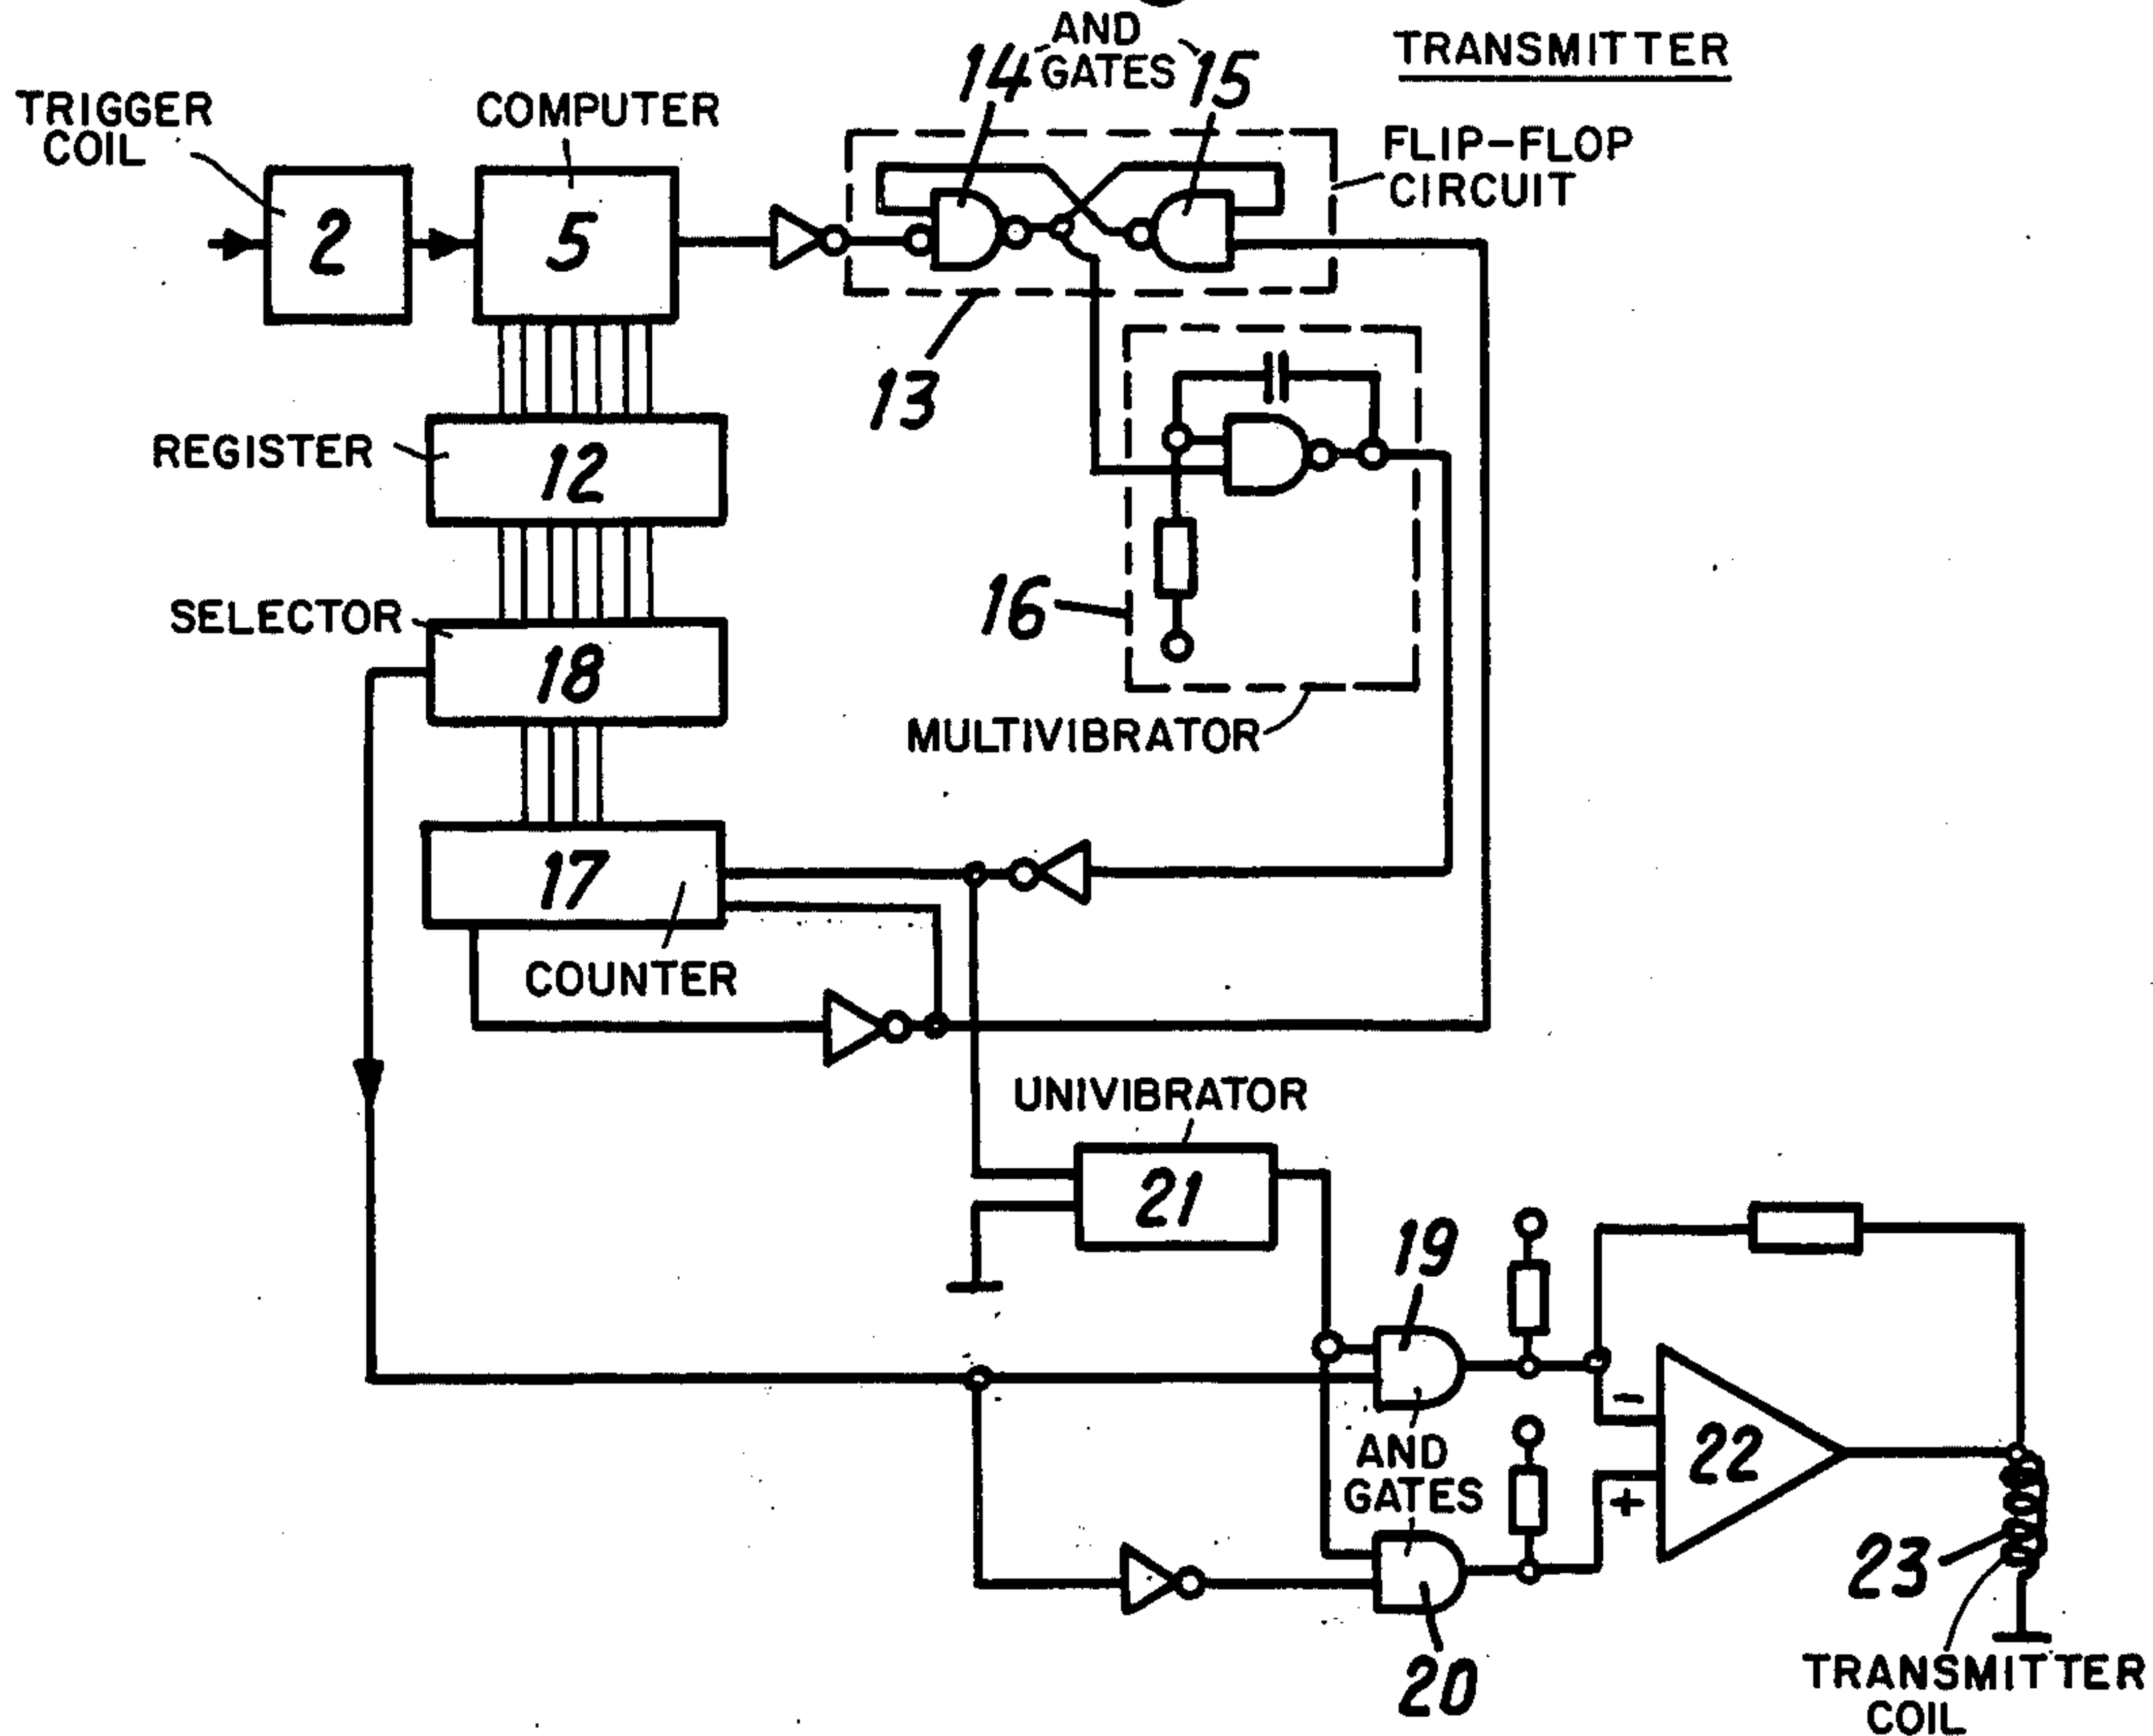 TRANSMITTER
AND
GATES
14
15
TRIGGER
COIL
COMPUTER
FLIP-FLOP
CIRCUIT
2
5
13
REGISTER
12
16
SELECTOR
18
MULTIVIBRATOR
17
COUNTER
UNIVIBRATOR
21
19
-
22
AND
GATES
+
23
20
TRANSMITTER
COIL